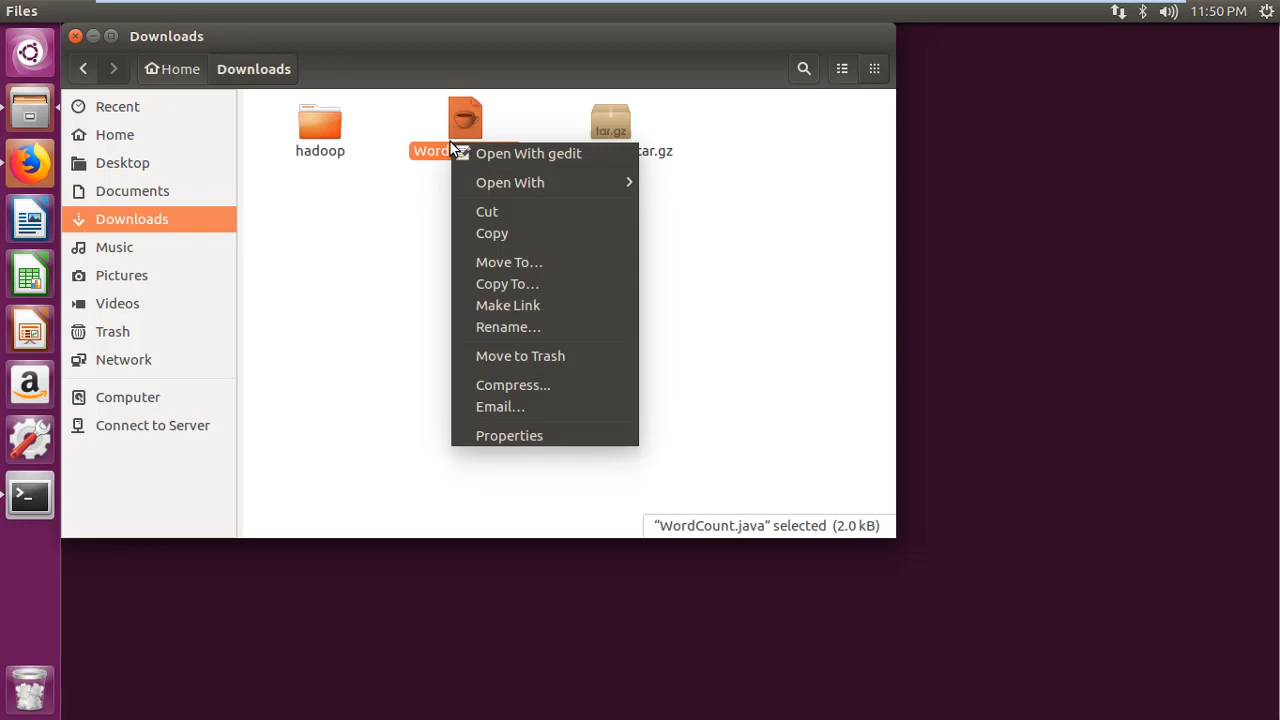 Files
11:50 PM
Downloads
Home
Downloads
Recent
Home
Desktop
Documents
Downloads
Music
Pictures
Videos
Trash
Network
Computer
Connect to Server
tar.gz
hadoop
Word
tar.gz
Open With gedit
Open With
Cut
Copy
Move To…
Copy To…
Make Link
Rename…
Move to Trash
Compress...
Email…
Properties
“WordCount.java” selected (2.0 kB)
a